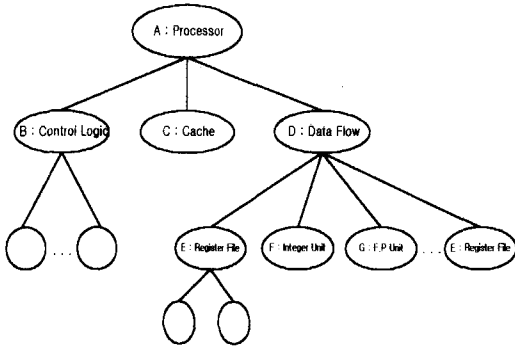 A : Processor
B : Control Logic
C : Cache
D : Data Flow
. . .
E : Register File
F : Integer Unit
G : F.P Unit
. . .
E : Register File